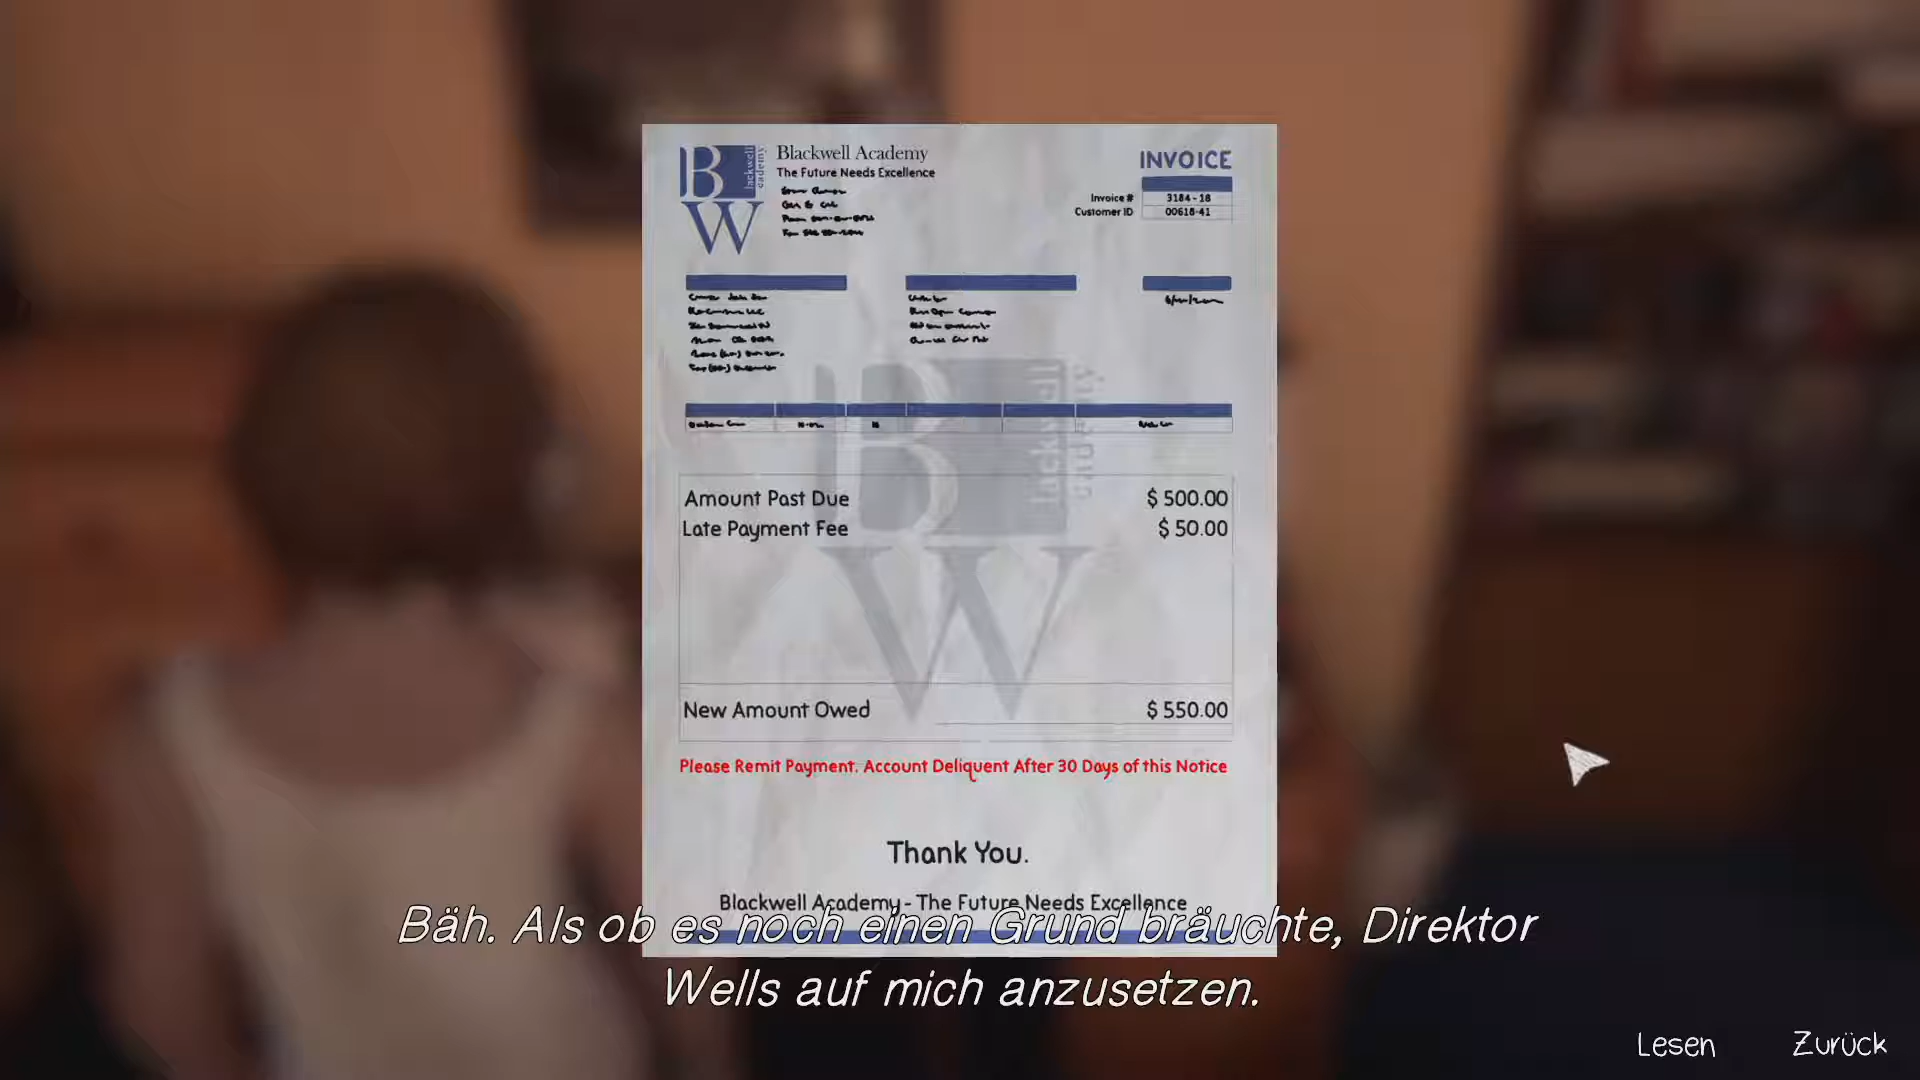 Blackwell Academy
The Future Needs Excellence
INVOICE
Invoice # 3184-18
Customer ID 00618-41
Amount Past Due $ 500.00
Late Payment Fee $ 50.00
New Amount Owed $ 550.00
Please Remit Payment. Account Deliquent After 30 Days of this Notice
Thank You.
Blackwell Academy - The Future Needs Excellence
Bäh. Als ob es noch einen Grund bräuchte, Direktor
Wells auf mich anzusetzen.
Lesen Zurück